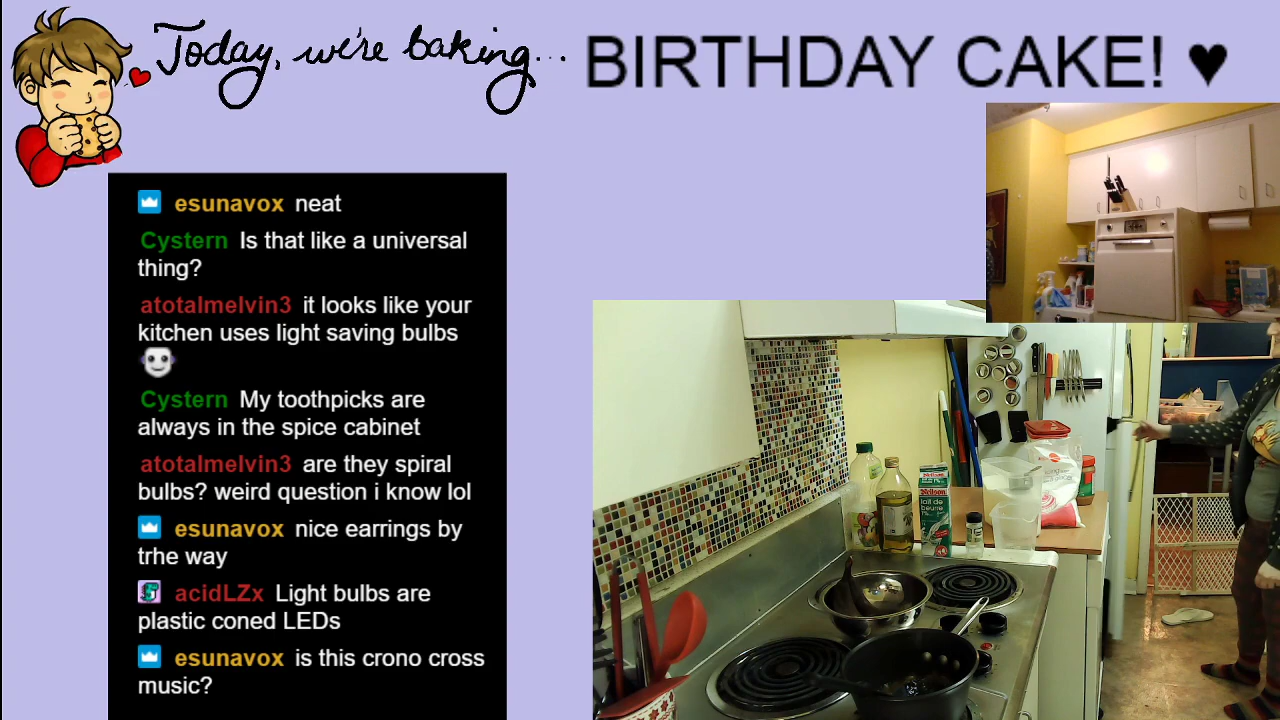 Today, we're baking... BIRTHDAY CAKE! ♥
esunavox neat
Cystern Is that like a universal
thing?
atotalmelvin3 it looks like your
kitchen uses light saving bulbs
Cystern My toothpicks are
always in the spice cabinet
atotalmelvin3 are they spiral
bulbs? weird question i know lol
esunavox nice earrings by
trhe way
acidLZx Light bulbs are
plastic coned LEDs
esunavox is this crono cross
music?
Neilson
lait de
beurre